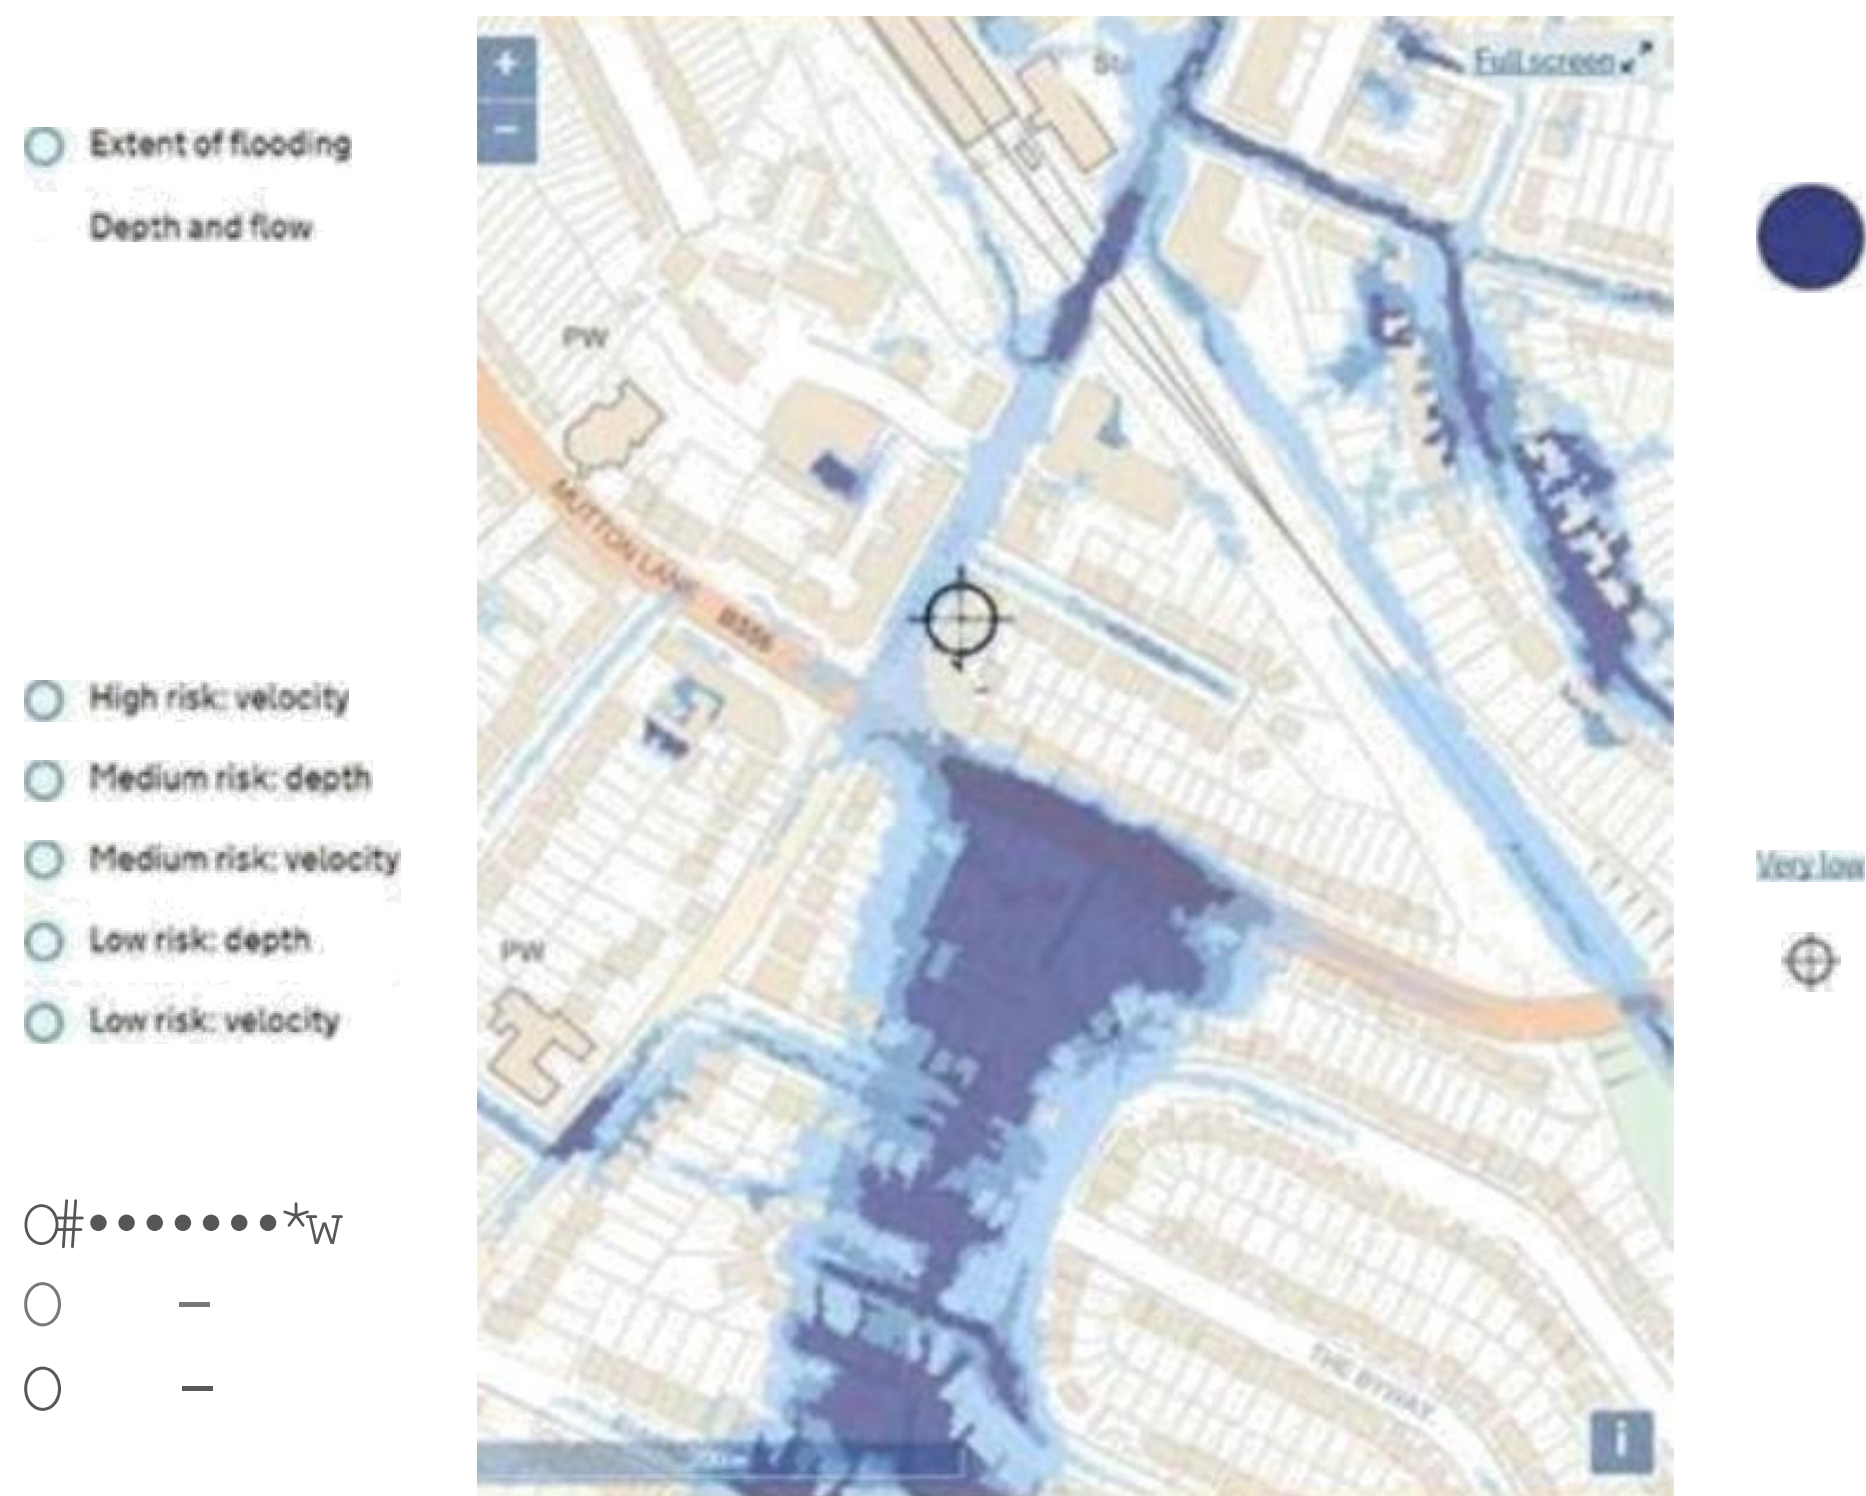 Extent of flooding
Depth and flow
High risk: velocity
Medium risk: depth
Medium risk: velocity
Low risk: depth
Low risk: velocity
O#•••••••*w
O –
O –
+
−
Full screen
PW
MUTTON LANE B556
PW
THE BYWAY
i
Very low